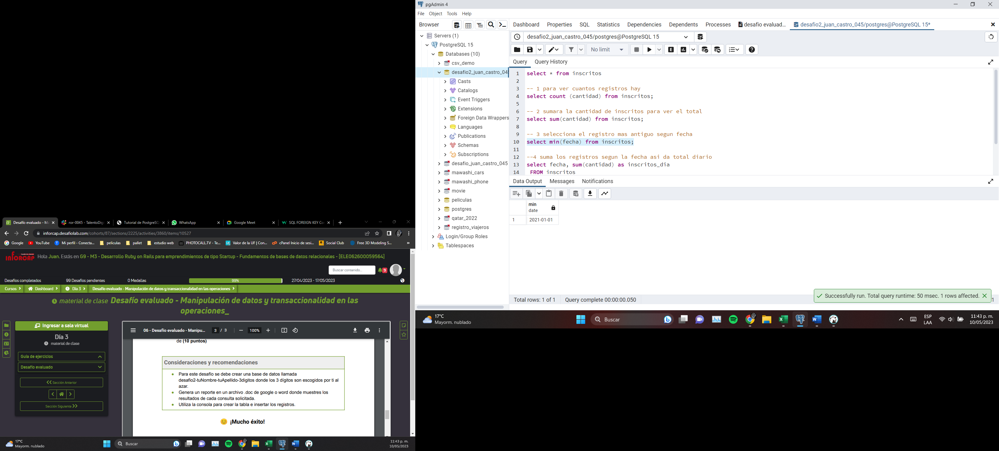 Desafío evaluado - Ma
ror-0045 - TalentoDig
Tutorial de PostgreSQ
WhatsApp
Google Meet
SQL FOREIGN KEY Co
inforcap.desafiolab.com/cohorts/87/sections/2225/activities/3860/items/10527
Google
YouTube
Mi perfil - Conecta...
peliculas
pallet
estudio web
PHOTOCALL.TV - Te...
Valor de la UF | Con...
cPanel Inicio de sesi...
Social Club
Free 3D Modeling S...
»
Hola Juan. Estás en G9 - M3 - Desarrollo Ruby on Rails para emprendimientos de tipo Startup - Fundamentos de bases de datos relacionales - [ELE062600059564]
Buscar contenido...
9
Desafíos completados
99 Desafíos pendientes
0 Medallas
99%
27/04/2023 - 17/05/2023
Cursos
Dashboard
Día 3
Desafío evaluado - Manipulación de datos y transaccionalidad en las operaciones
material de clase Desafío evaluado - Manipulación de datos y transaccionalidad en las
operaciones_
Ingresar a sala virtual
Día 3
material de clase
Guía de ejercicios
Desafío evaluado
Sección Anterior
Sección Siguiente
06 - Desafío evaluado - Manipu...
3 / 3
100%
de (10 puntos)
Consideraciones y recomendaciones
● Para este desafío se debe crear una base de datos llamada
desafio2-tuNombre-tuApellido-3digitos donde los 3 dígitos son escogidos por ti al
azar.
● Genera un reporte en un archivo .doc de google o word donde muestres los
resultados de cada consulta solicitada.
● Utiliza la consola para crear la tabla e insertar los registros.
😊 ¡Mucho éxito!
17°C
Mayorm. nublado
Buscar
11:43 p. m.
10/05/2023
pgAdmin 4
File Object Tools Help
Browser
Dashboard Properties SQL Statistics Dependencies Dependents Processes desafio evaluad... desafio2_juan_castro_045/postgres@PostgreSQL 15*
Servers (1)
PostgreSQL 15
Databases (10)
csv_demo
desafio2_juan_castro_04
Casts
Catalogs
Event Triggers
Extensions
Foreign Data Wrappers
Languages
Publications
Schemas
Subscriptions
desafio_juan_castro_045
mawashi_cars
mawashi_phone
movie
peliculas
postgres
qatar_2022
registro_viajeros
Login/Group Roles
Tablespaces
desafio2_juan_castro_045/postgres@PostgreSQL 15
No limit
E
Query Query History
1 select * from inscritos
2
3 -- 1 para ver cuantos registros hay
4 select count (cantidad) from inscritos;
5
6 -- 2 sumara la cantidad de inscritos para ver el total
7 select sum(cantidad) from inscritos;
8
9 -- 3 selecciona el registro mas antiguo segun fecha
10 select min(fecha) from inscritos;
11
12 --4 suma los registros segun la fecha asi da total diario
13 select fecha, sum(cantidad) as inscritos_dia
14 FROM inscritos
Data Output Messages Notifications
min
date
1 2021-01-01
Total rows: 1 of 1 Query complete 00:00:00.050
Successfully run. Total query runtime: 50 msec. 1 rows affected.
1
17°C
Mayorm. nublado
Buscar
ESP
LAA
11:43 p. m.
10/05/2023